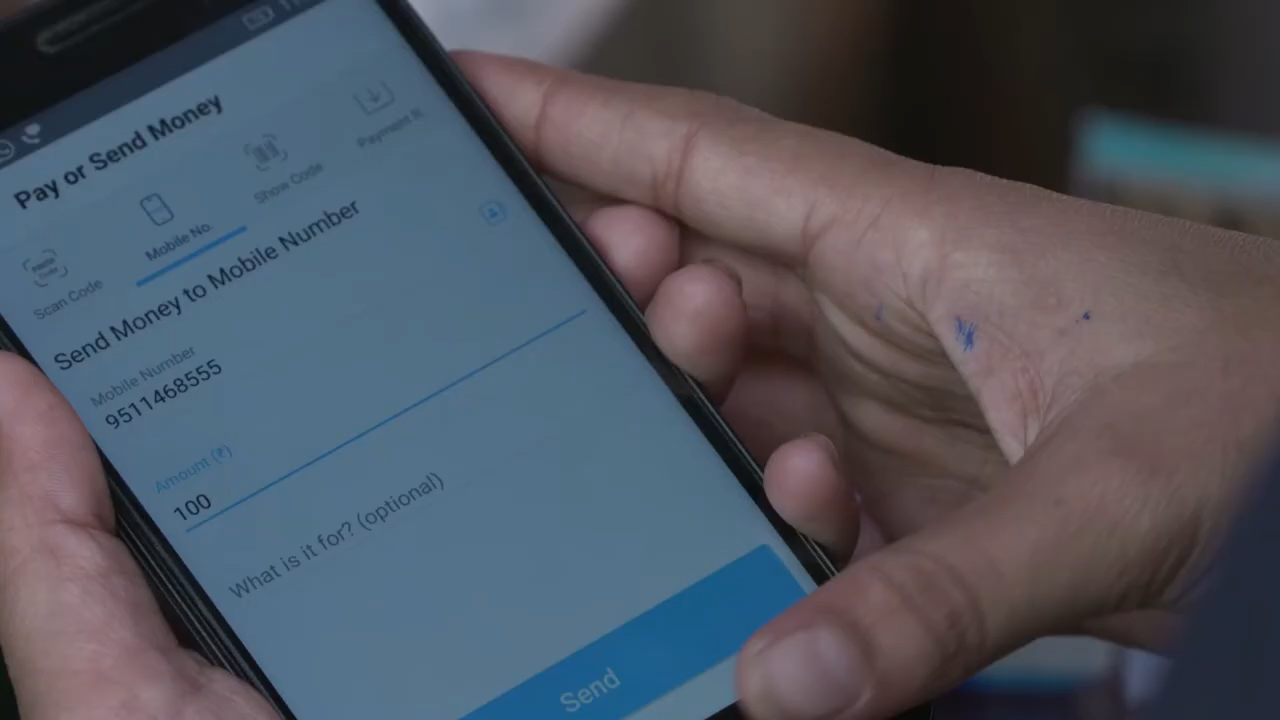 Pay or Send Money
Scan Code
Mobile No.
Show Code
Payment R
Send Money to Mobile Number
Mobile Number
9511468555
Amount (₹)
100
What is it for? (optional)
Send